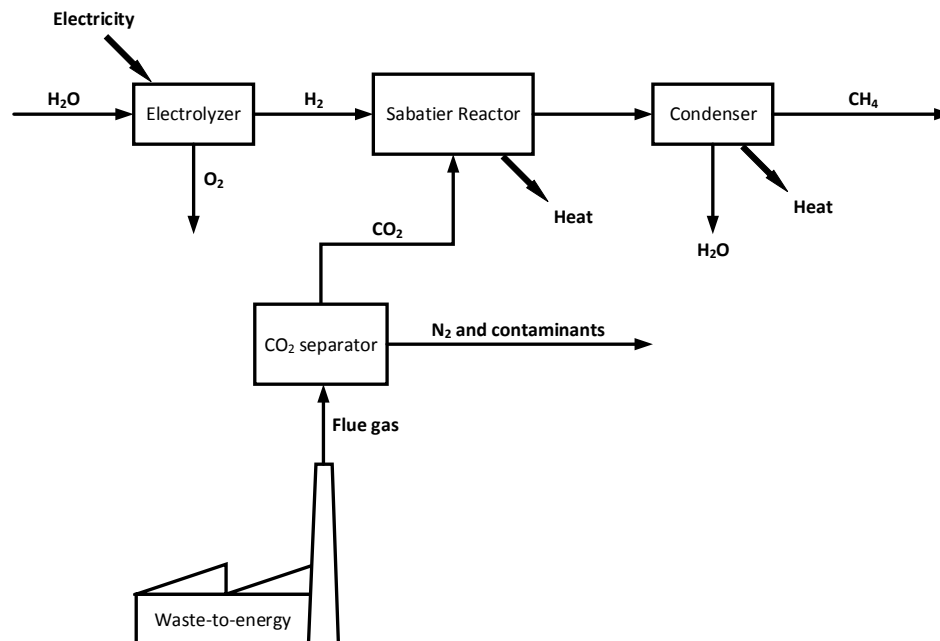 Electricity
H₂O
Electrolyzer
H₂
Sabatier Reactor
Condenser
CH₄
O₂
Heat
Heat
CO₂
H₂O
CO₂ separator
N₂ and contaminants
Flue gas
Waste-to-energy